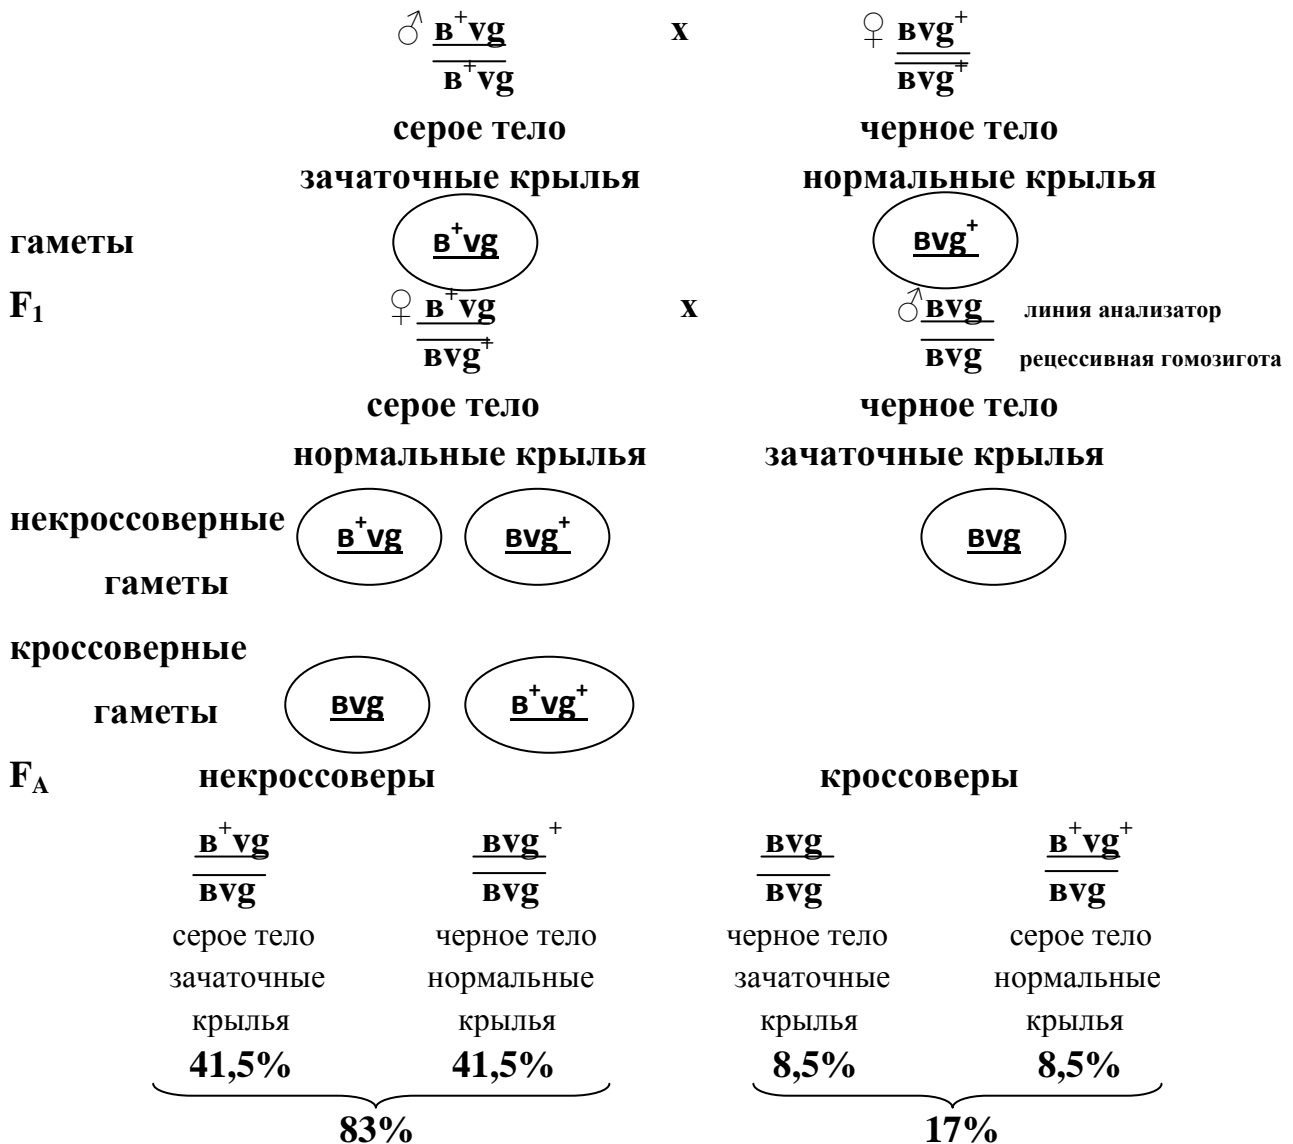 ♂ в⁺vg x ♀ вvg⁺
в⁺vg вvg⁺
серое тело черное тело
зачаточные крылья нормальные крылья
гаметы в⁺vg вvg⁺
F₁ ♀ в⁺vg x ♂ вvg линия анализатор
вvg⁺ вvg рецессивная гомозигота
серое тело черное тело
нормальные крылья зачаточные крылья
некроссоверные в⁺vg вvg⁺ вvg
гаметы
кроссоверные
гаметы вvg в⁺vg⁺
Fᴀ некроссоверы кроссоверы
в⁺vg вvg⁺ вvg в⁺vg⁺
вvg вvg вvg вvg
серое тело черное тело черное тело серое тело
зачаточные нормальные зачаточные нормальные
крылья крылья крылья крылья
41,5% 41,5% 8,5% 8,5%
83% 17%